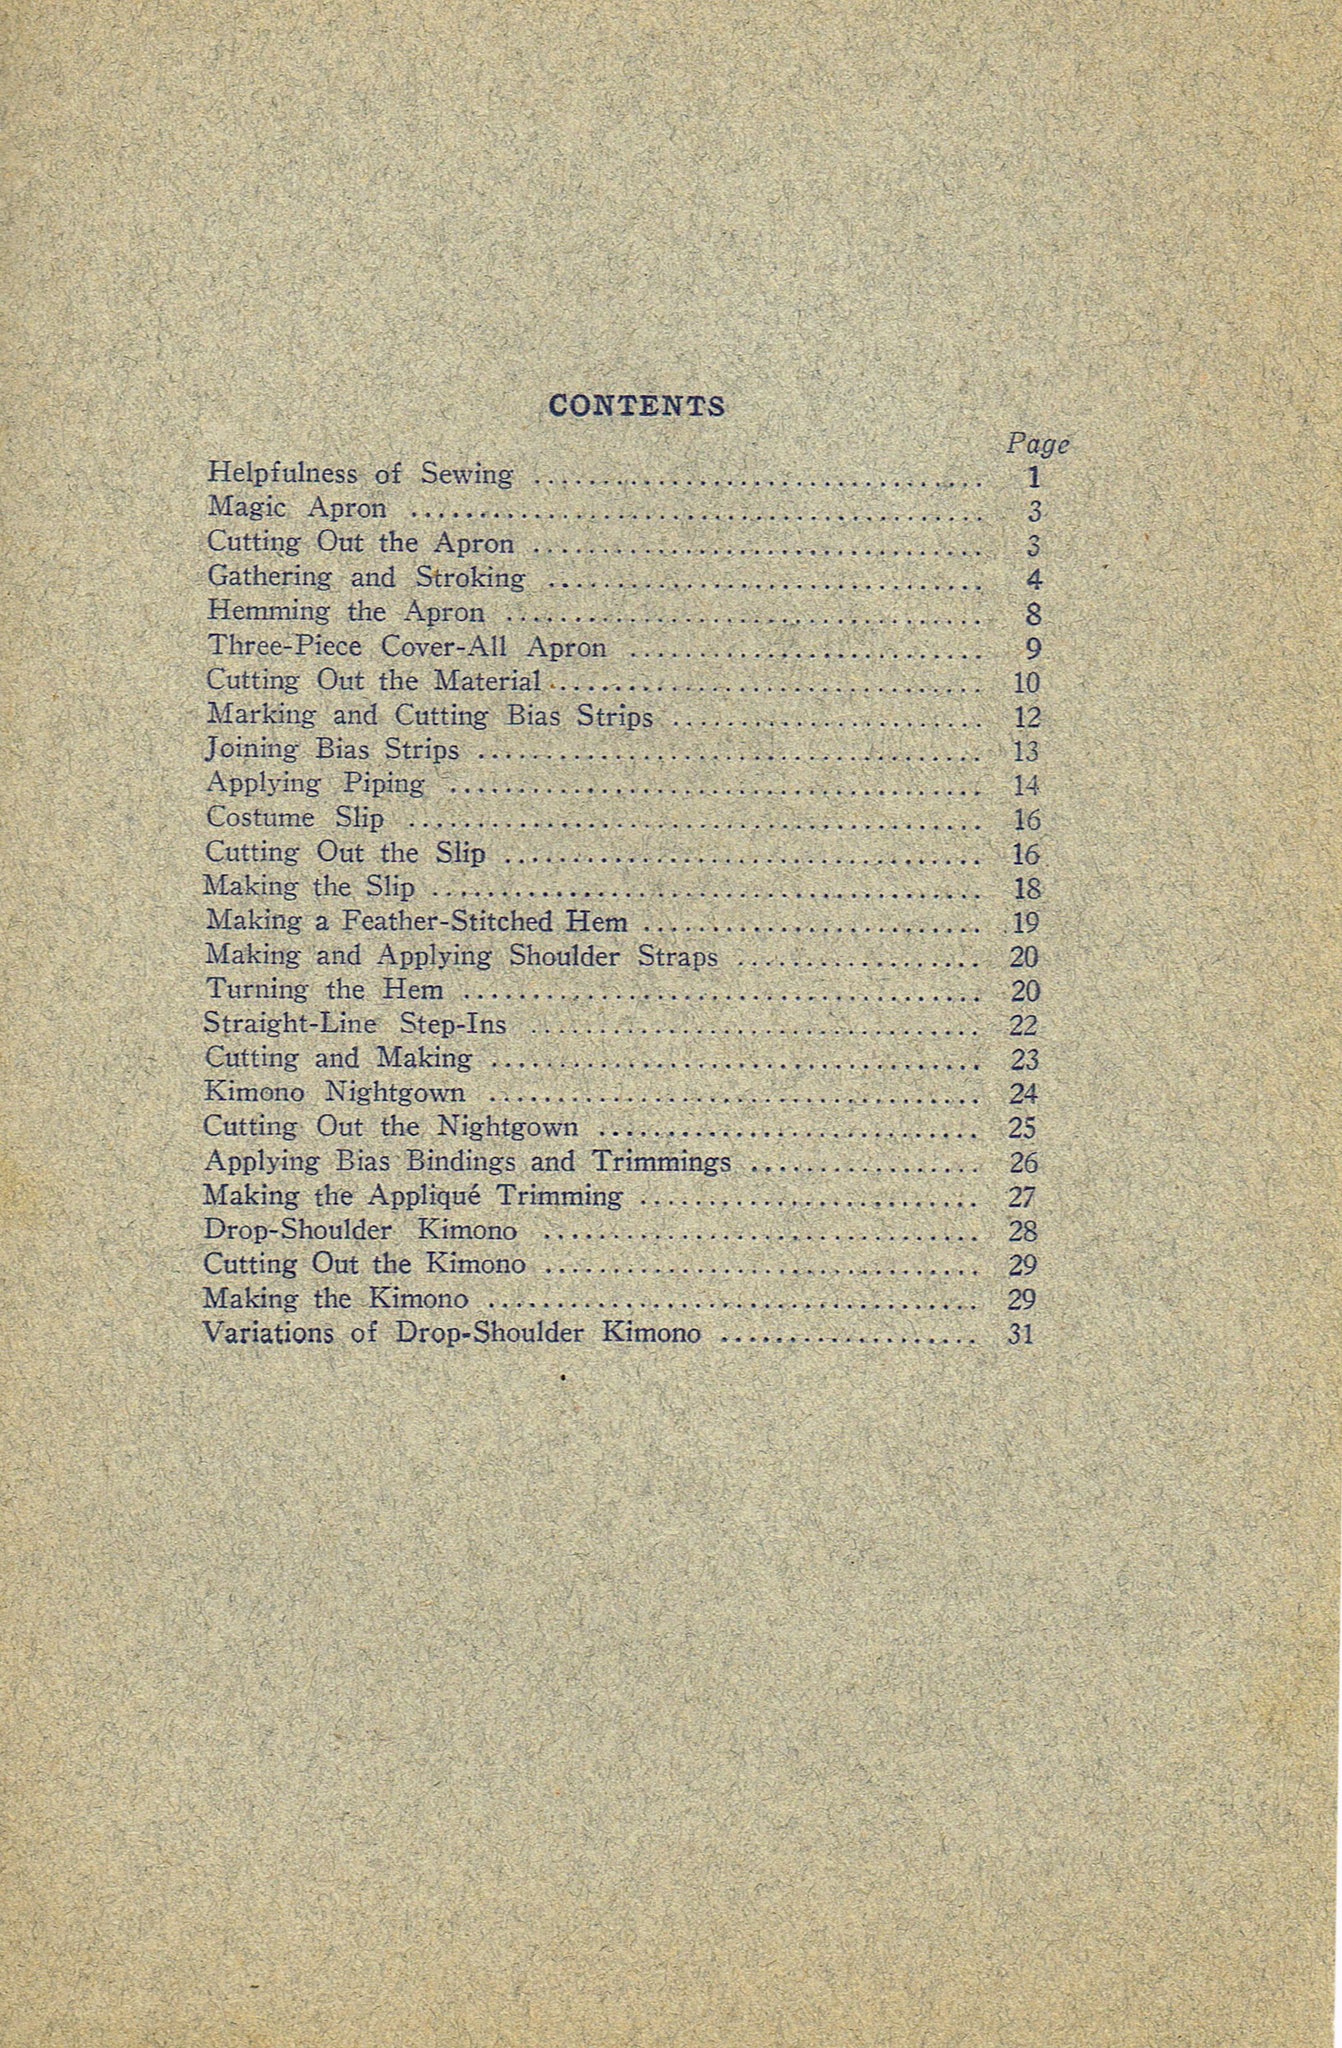 CONTENTS
Page
Helpfulness of Sewing ........................................ 1
Magic Apron .................................................. 3
Cutting Out the Apron ........................................ 3
Gathering and Stroking ....................................... 4
Hemming the Apron ............................................ 8
Three-Piece Cover-All Apron .................................. 9
Cutting Out the Material ..................................... 10
Marking and Cutting Bias Strips .............................. 12
Joining Bias Strips .......................................... 13
Applying Piping .............................................. 14
Costume Slip ................................................. 16
Cutting Out the Slip ......................................... 16
Making the Slip .............................................. 18
Making a Feather-Stitched Hem ................................ 19
Making and Applying Shoulder Straps .......................... 20
Turning the Hem .............................................. 20
Straight-Line Step-Ins ....................................... 22
Cutting and Making ........................................... 23
Kimono Nightgown ............................................. 24
Cutting Out the Nightgown .................................... 25
Applying Bias Bindings and Trimmings ......................... 26
Making the Appliqué Trimming ................................. 27
Drop-Shoulder Kimono ......................................... 28
Cutting Out the Kimono ....................................... 29
Making the Kimono ............................................ 29
Variations of Drop-Shoulder Kimono ........................... 31